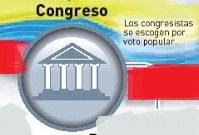 Congreso
Los congresistas
se escogen por
voto popular.